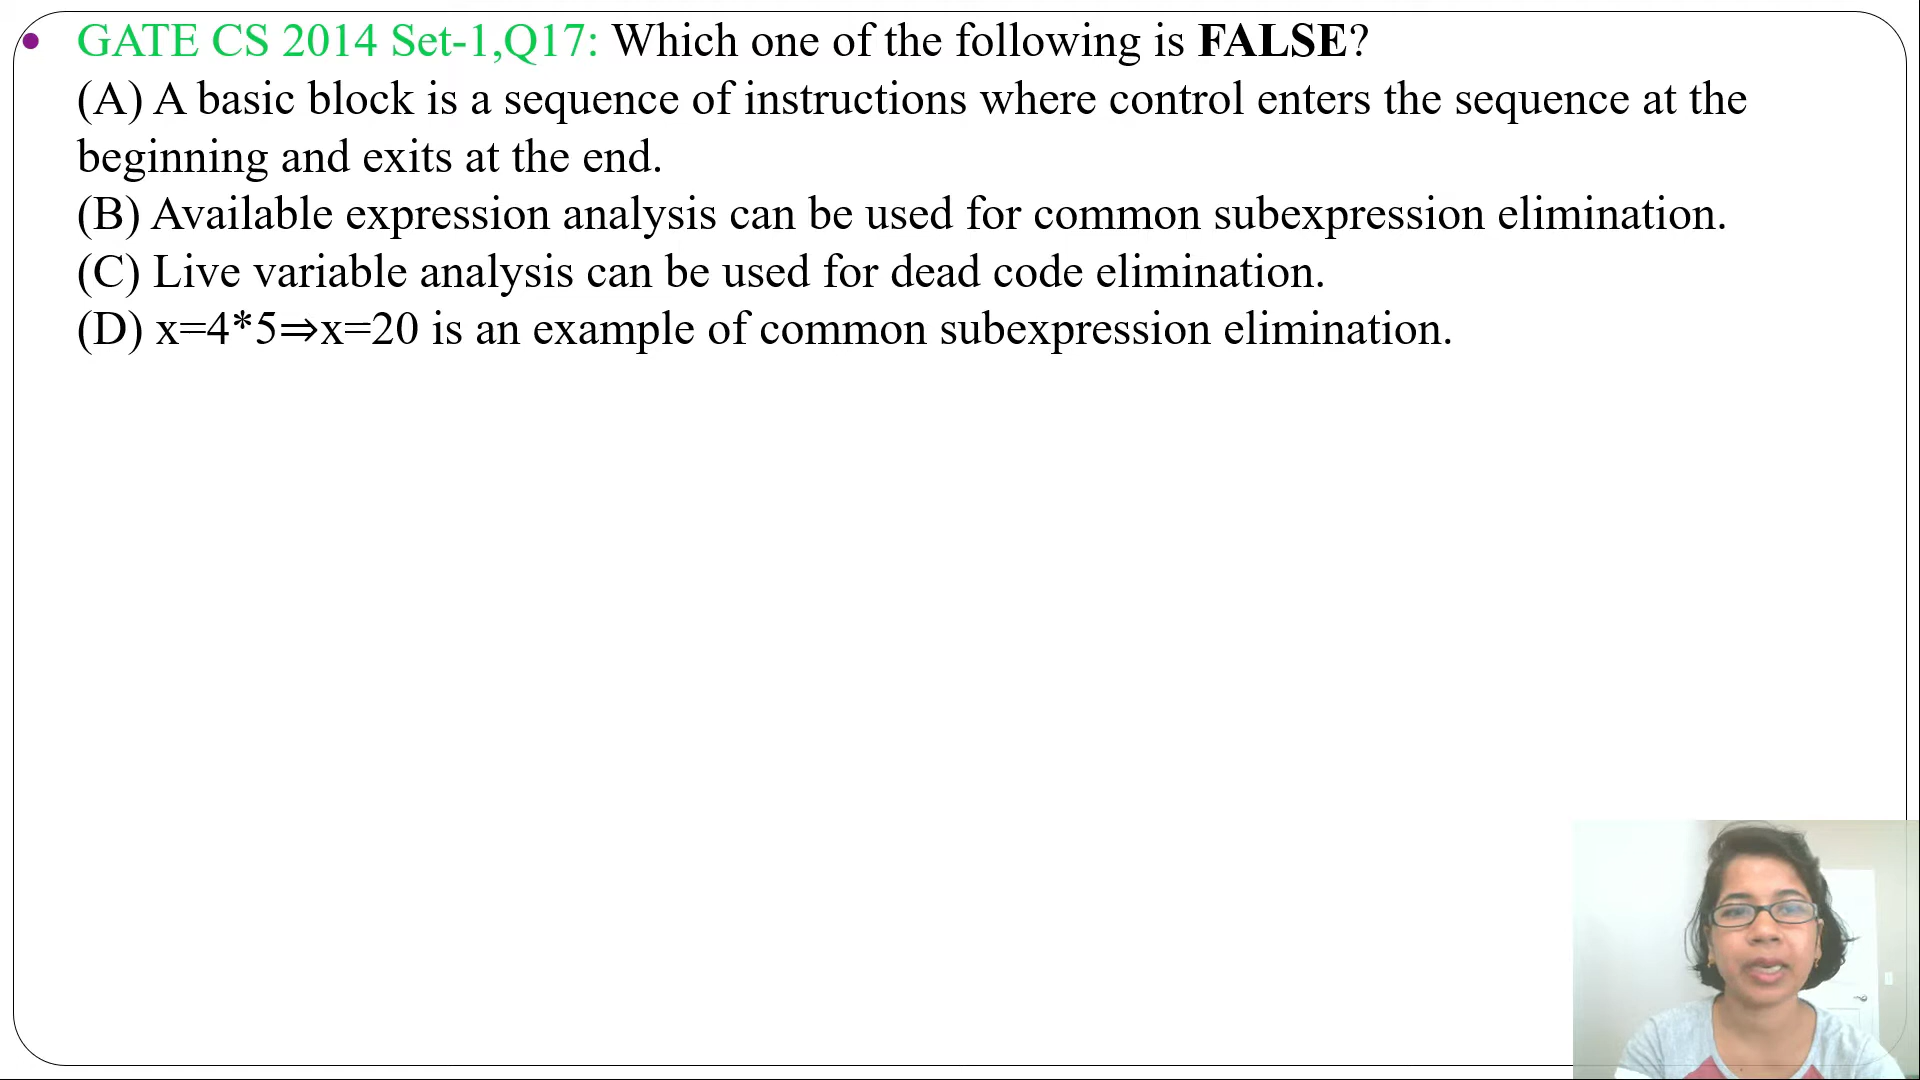 GATE CS 2014 Set-1,Q17: Which one of the following is FALSE?
(A) A basic block is a sequence of instructions where control enters the sequence at the
beginning and exits at the end.
(B) Available expression analysis can be used for common subexpression elimination.
(C) Live variable analysis can be used for dead code elimination.
(D) x=4*5⇒x=20 is an example of common subexpression elimination.